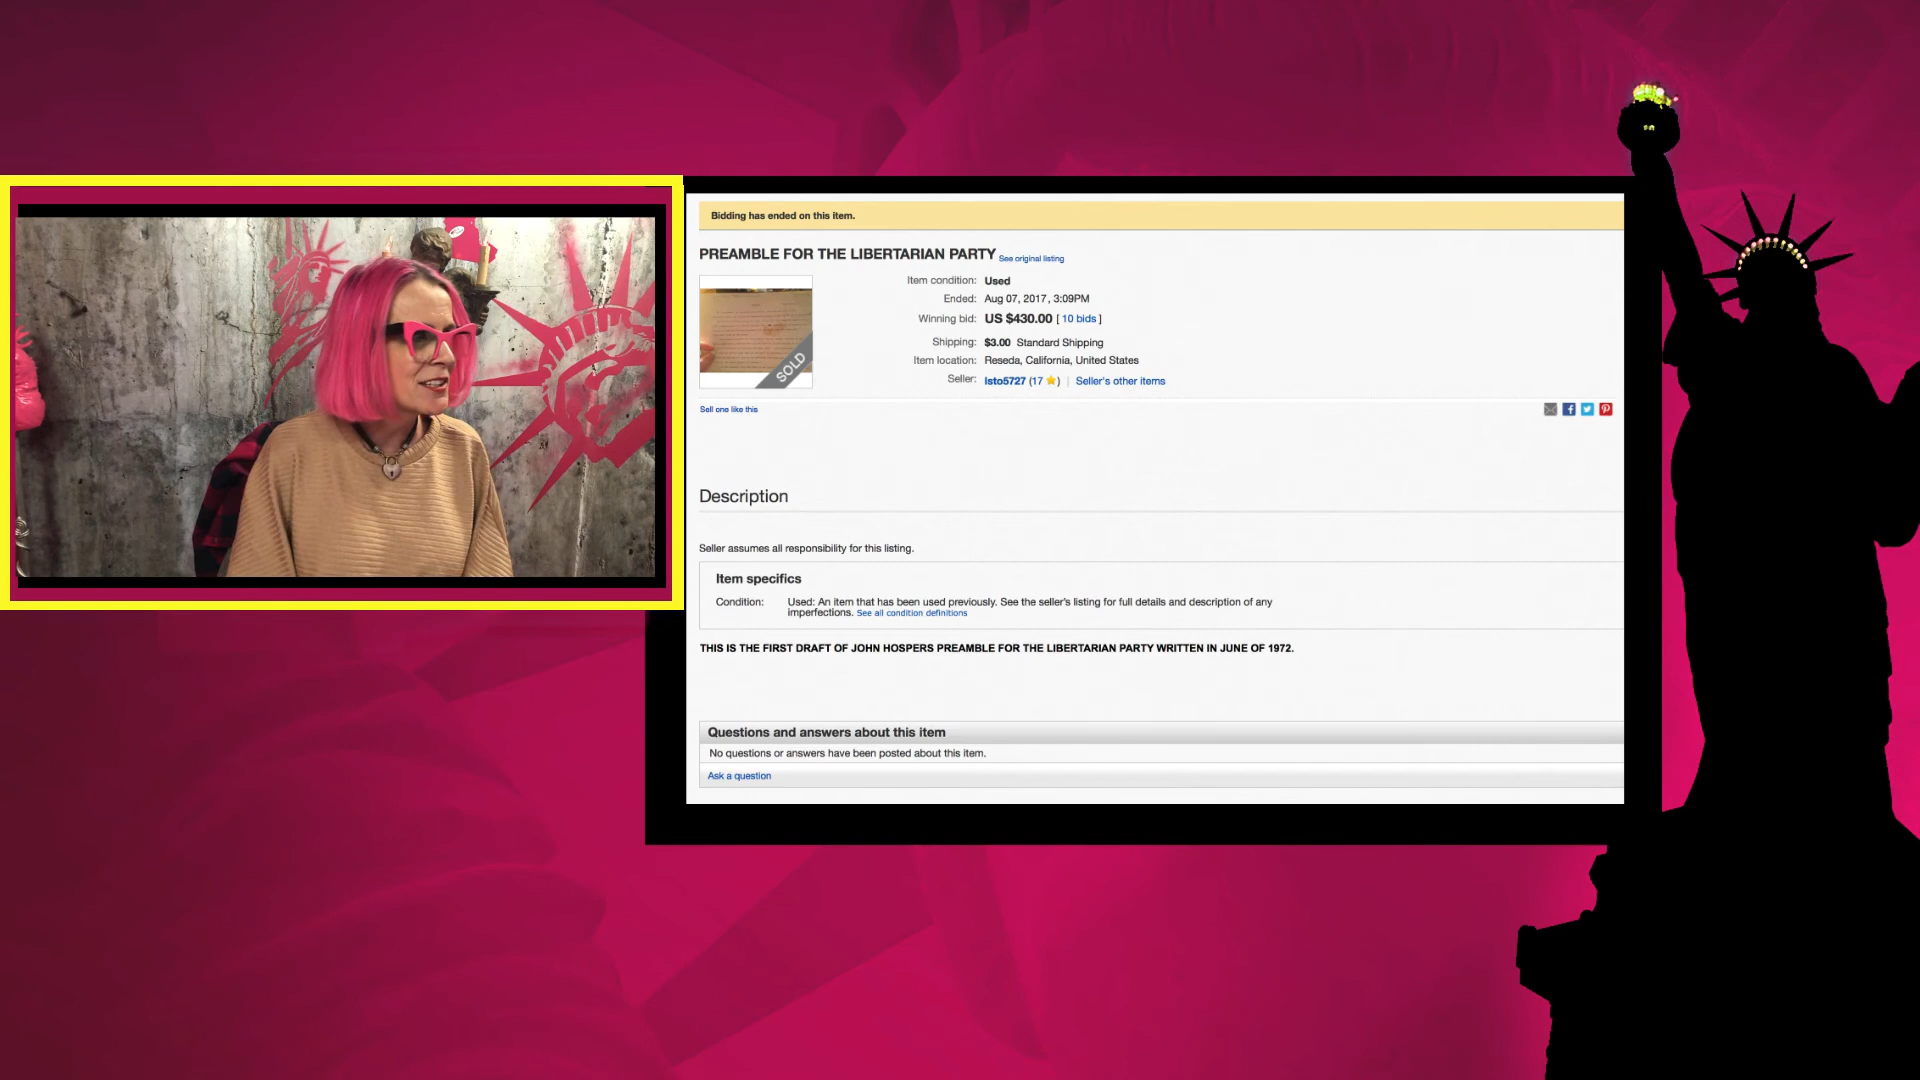 Bidding has ended on this item.
PREAMBLE FOR THE LIBERTARIAN PARTY See original listing
Item condition: Used
Ended: Aug 07, 2017, 3:09PM
Winning bid: US $430.00 [ 10 bids ]
Shipping: $3.00 Standard Shipping
Item location: Reseda, California, United States
Seller: lsto5727 (17 ) | Seller's other items
SOLD
Sell one like this
Description
Seller assumes all responsibility for this listing.
Item specifics
Condition: Used: An item that has been used previously. See the seller's listing for full details and description of any
imperfections. See all condition definitions
THIS IS THE FIRST DRAFT OF JOHN HOSPERS PREAMBLE FOR THE LIBERTARIAN PARTY WRITTEN IN JUNE OF 1972.
Questions and answers about this item
No questions or answers have been posted about this item.
Ask a question